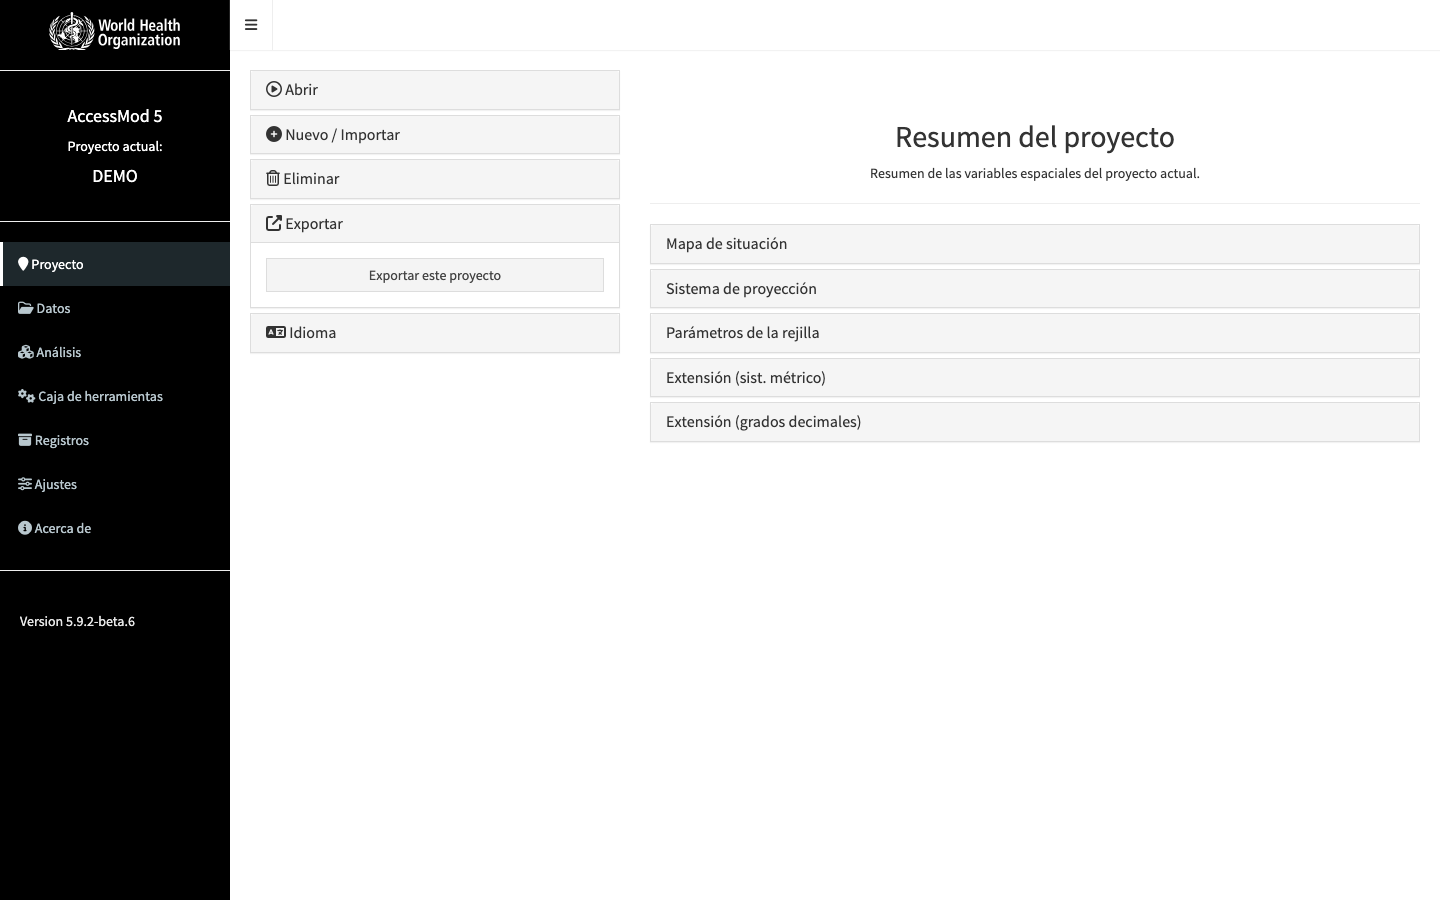 World Health
Organization
AccessMod 5
Proyecto actual:
DEMO
Proyecto
Datos
Análisis
Caja de herramientas
Registros
Ajustes
Acerca de
Version 5.9.2-beta.6
Abrir
Nuevo / Importar
Eliminar
Exportar
Exportar este proyecto
Idioma
Resumen del proyecto
Resumen de las variables espaciales del proyecto actual.
Mapa de situación
Sistema de proyección
Parámetros de la rejilla
Extensión (sist. métrico)
Extensión (grados decimales)